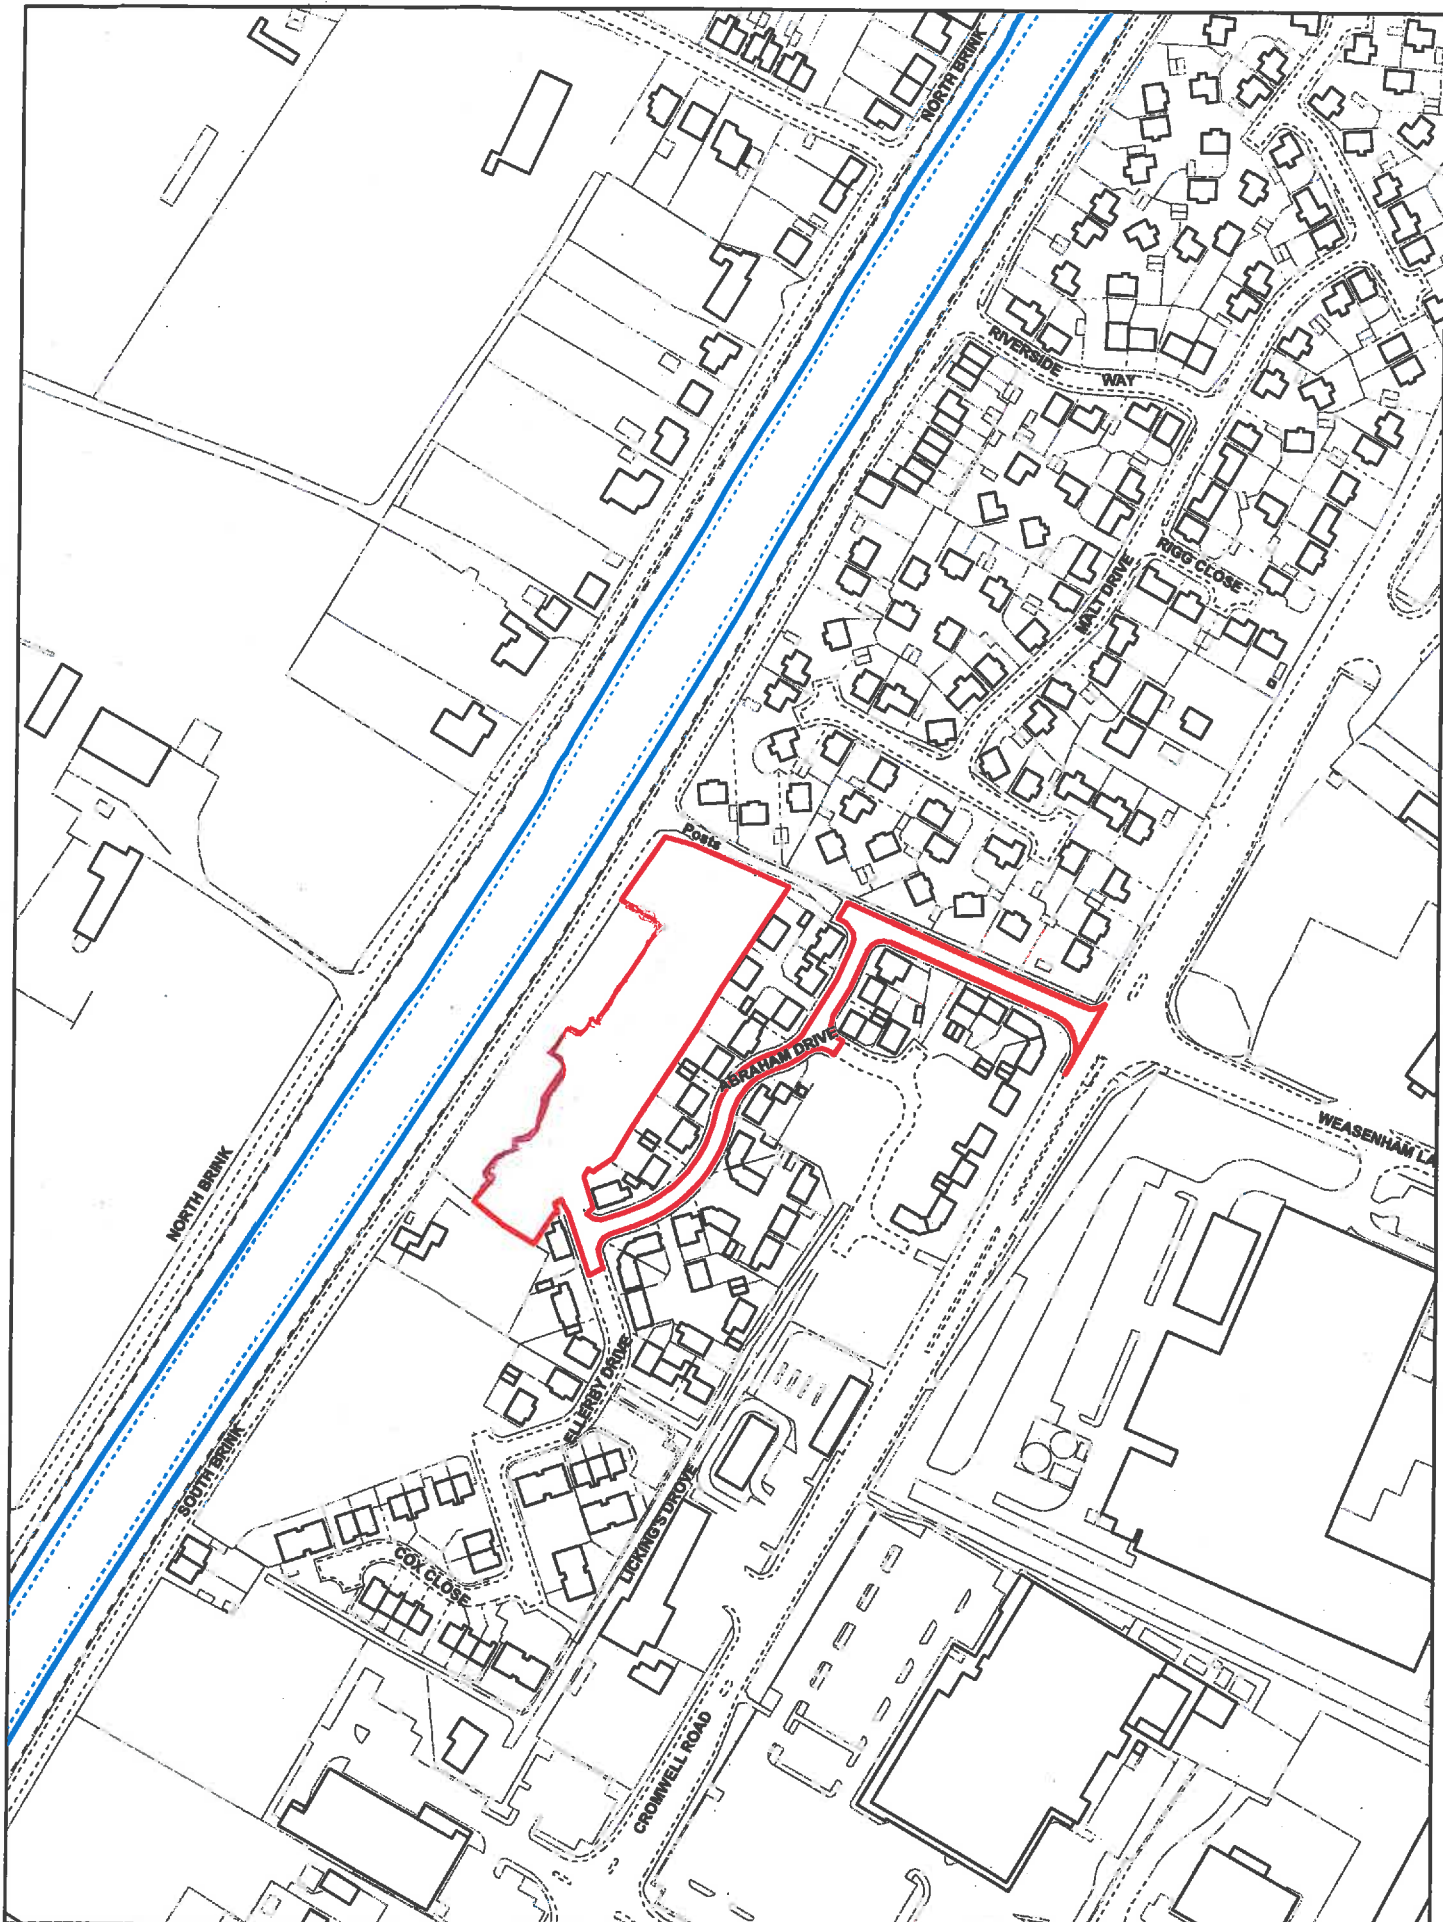 NORTH BRINK
RIVERSIDE
WAY
RIGG CLOSE
MALT DRIVE
Posts
ABRAHAM DRIVE
WEASENHAM LA
NORTH BRINK
ELLERBY DRIVE
SOUTH BRINK
LICKING'S DROVE
COX CLOSE
CROMWELL ROAD